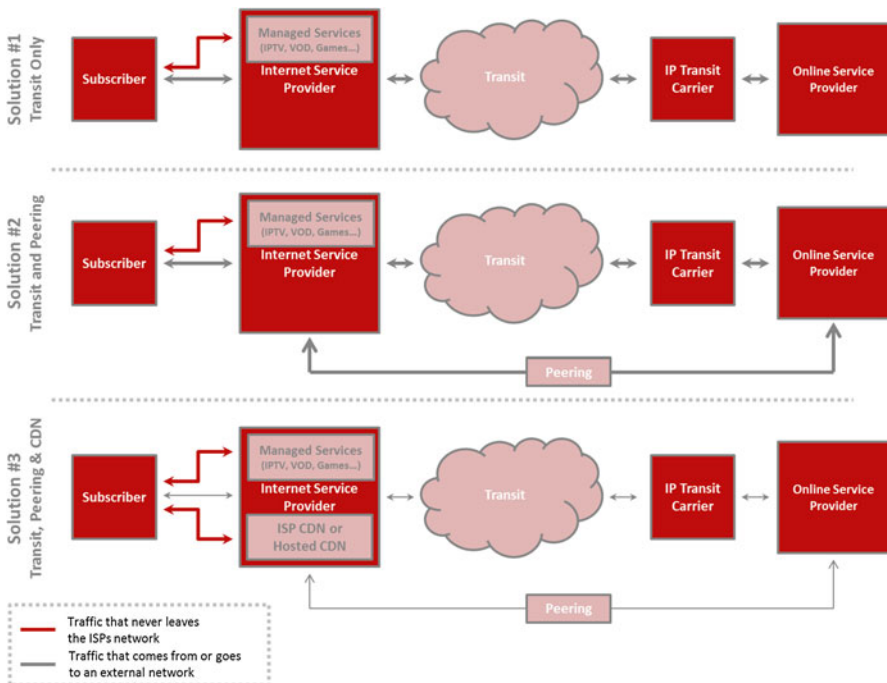 Solution #1
Transit Only
Subscriber
Managed Services
(IPTV, VOD, Games...)
Internet Service
Provider
Transit
IP Transit
Carrier
Online Service
Provider
Solution #2
Transit and Peering
Subscriber
Managed Services
(IPTV, VOD, Games...)
Internet Service
Provider
Transit
IP Transit
Carrier
Online Service
Provider
Peering
Solution #3
Transit, Peering & CDN
Subscriber
Managed Services
(IPTV, VOD, Games...)
Internet Service
Provider
ISP CDN or
Hosted CDN
Transit
IP Transit
Carrier
Online Service
Provider
Peering
Traffic that never leaves
the ISPs network
Traffic that comes from or goes
to an external network